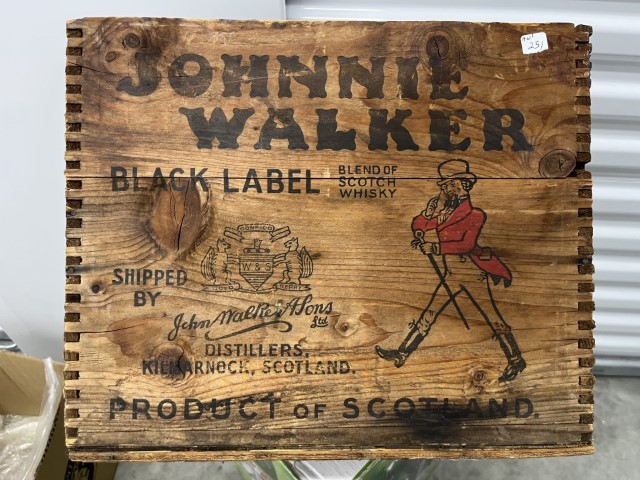 JOHNNIE
WALKER
BLACK LABEL
BLEND OF
SCOTCH
WHISKY
W & S
SHIPPED
BY
John Walker & Sons Ltd
DISTILLERS,
KILMARNOCK, SCOTLAND.
PRODUCT OF SCOTLAND.
251